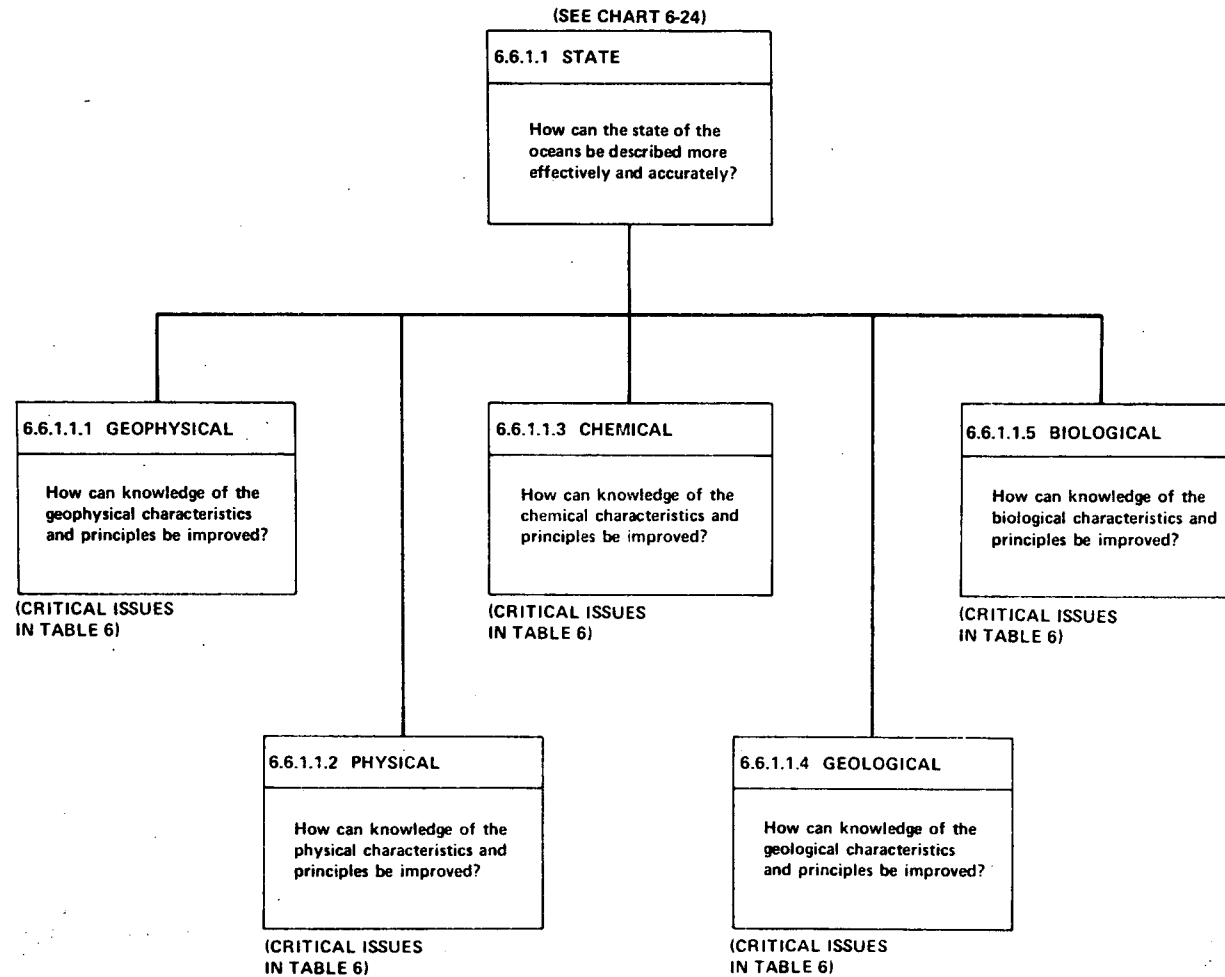 (SEE CHART 6-24)
6.6.1.1 STATE
How can the state of the
oceans be described more
effectively and accurately?
6.6.1.1.1 GEOPHYSICAL
How can knowledge of the
geophysical characteristics
and principles be improved?
(CRITICAL ISSUES
IN TABLE 6)
6.6.1.1.3 CHEMICAL
How can knowledge of the
chemical characteristics and
principles be improved?
(CRITICAL ISSUES
IN TABLE 6)
6.6.1.1.5 BIOLOGICAL
How can knowledge of the
biological characteristics and
principles be improved?
(CRITICAL ISSUES
IN TABLE 6)
6.6.1.1.2 PHYSICAL
How can knowledge of the
physical characteristics and
principles be improved?
(CRITICAL ISSUES
IN TABLE 6)
6.6.1.1.4 GEOLOGICAL
How can knowledge of the
geological characteristics
and principles be improved?
(CRITICAL ISSUES
IN TABLE 6)